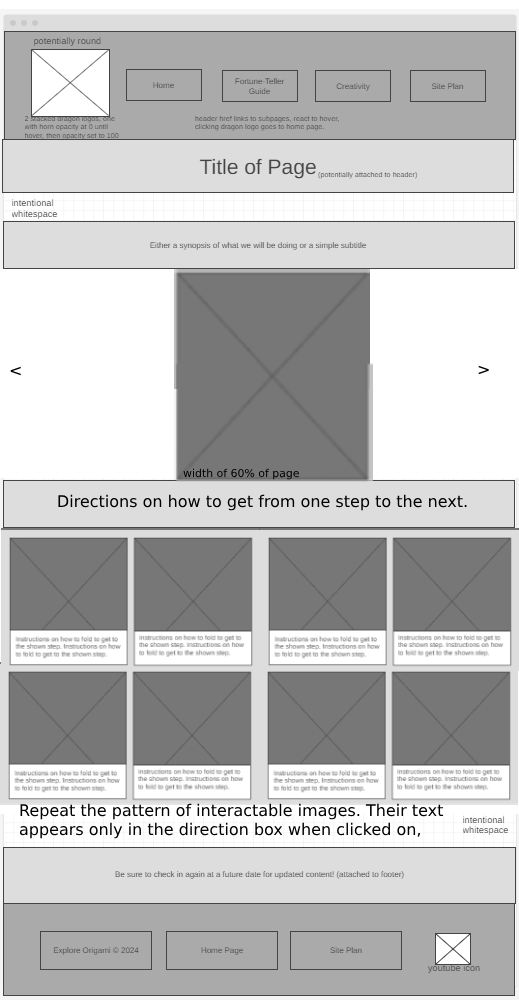 potentially round
Home
Fortune-Teller
Guide
Creativity
Site Plan
2 stacked dragon logos, one
with horn opacity at 0 until
hover, then opacity set to 100
header href links to subpages, react to hover,
clicking dragon logo goes to home page.
Title of Page (potentially attached to header)
intentional
whitespace
Either a synopsis of what we will be doing or a simple subtitle
<
>
width of 60% of page
Directions on how to get from one step to the next.
Instructions on how to fold to get to
the shown step. Instructions on how
to fold to get to the shown step.
Instructions on how to fold to get to
the shown step. Instructions on how
to fold to get to the shown step.
Instructions on how to fold to get to
the shown step. Instructions on how
to fold to get to the shown step.
Instructions on how to fold to get to
the shown step. Instructions on how
to fold to get to the shown step.
Instructions on how to fold to get to
the shown step. Instructions on how
to fold to get to the shown step.
Instructions on how to fold to get to
the shown step. Instructions on how
to fold to get to the shown step.
Instructions on how to fold to get to
the shown step. Instructions on how
to fold to get to the shown step.
Instructions on how to fold to get to
the shown step. Instructions on how
to fold to get to the shown step.
Repeat the pattern of interactable images. Their text
appears only in the direction box when clicked on,
intentional
whitespace
Be sure to check in again at a future date for updated content! (attached to footer)
Explore Origami © 2024
Home Page
Site Plan
youtube icon